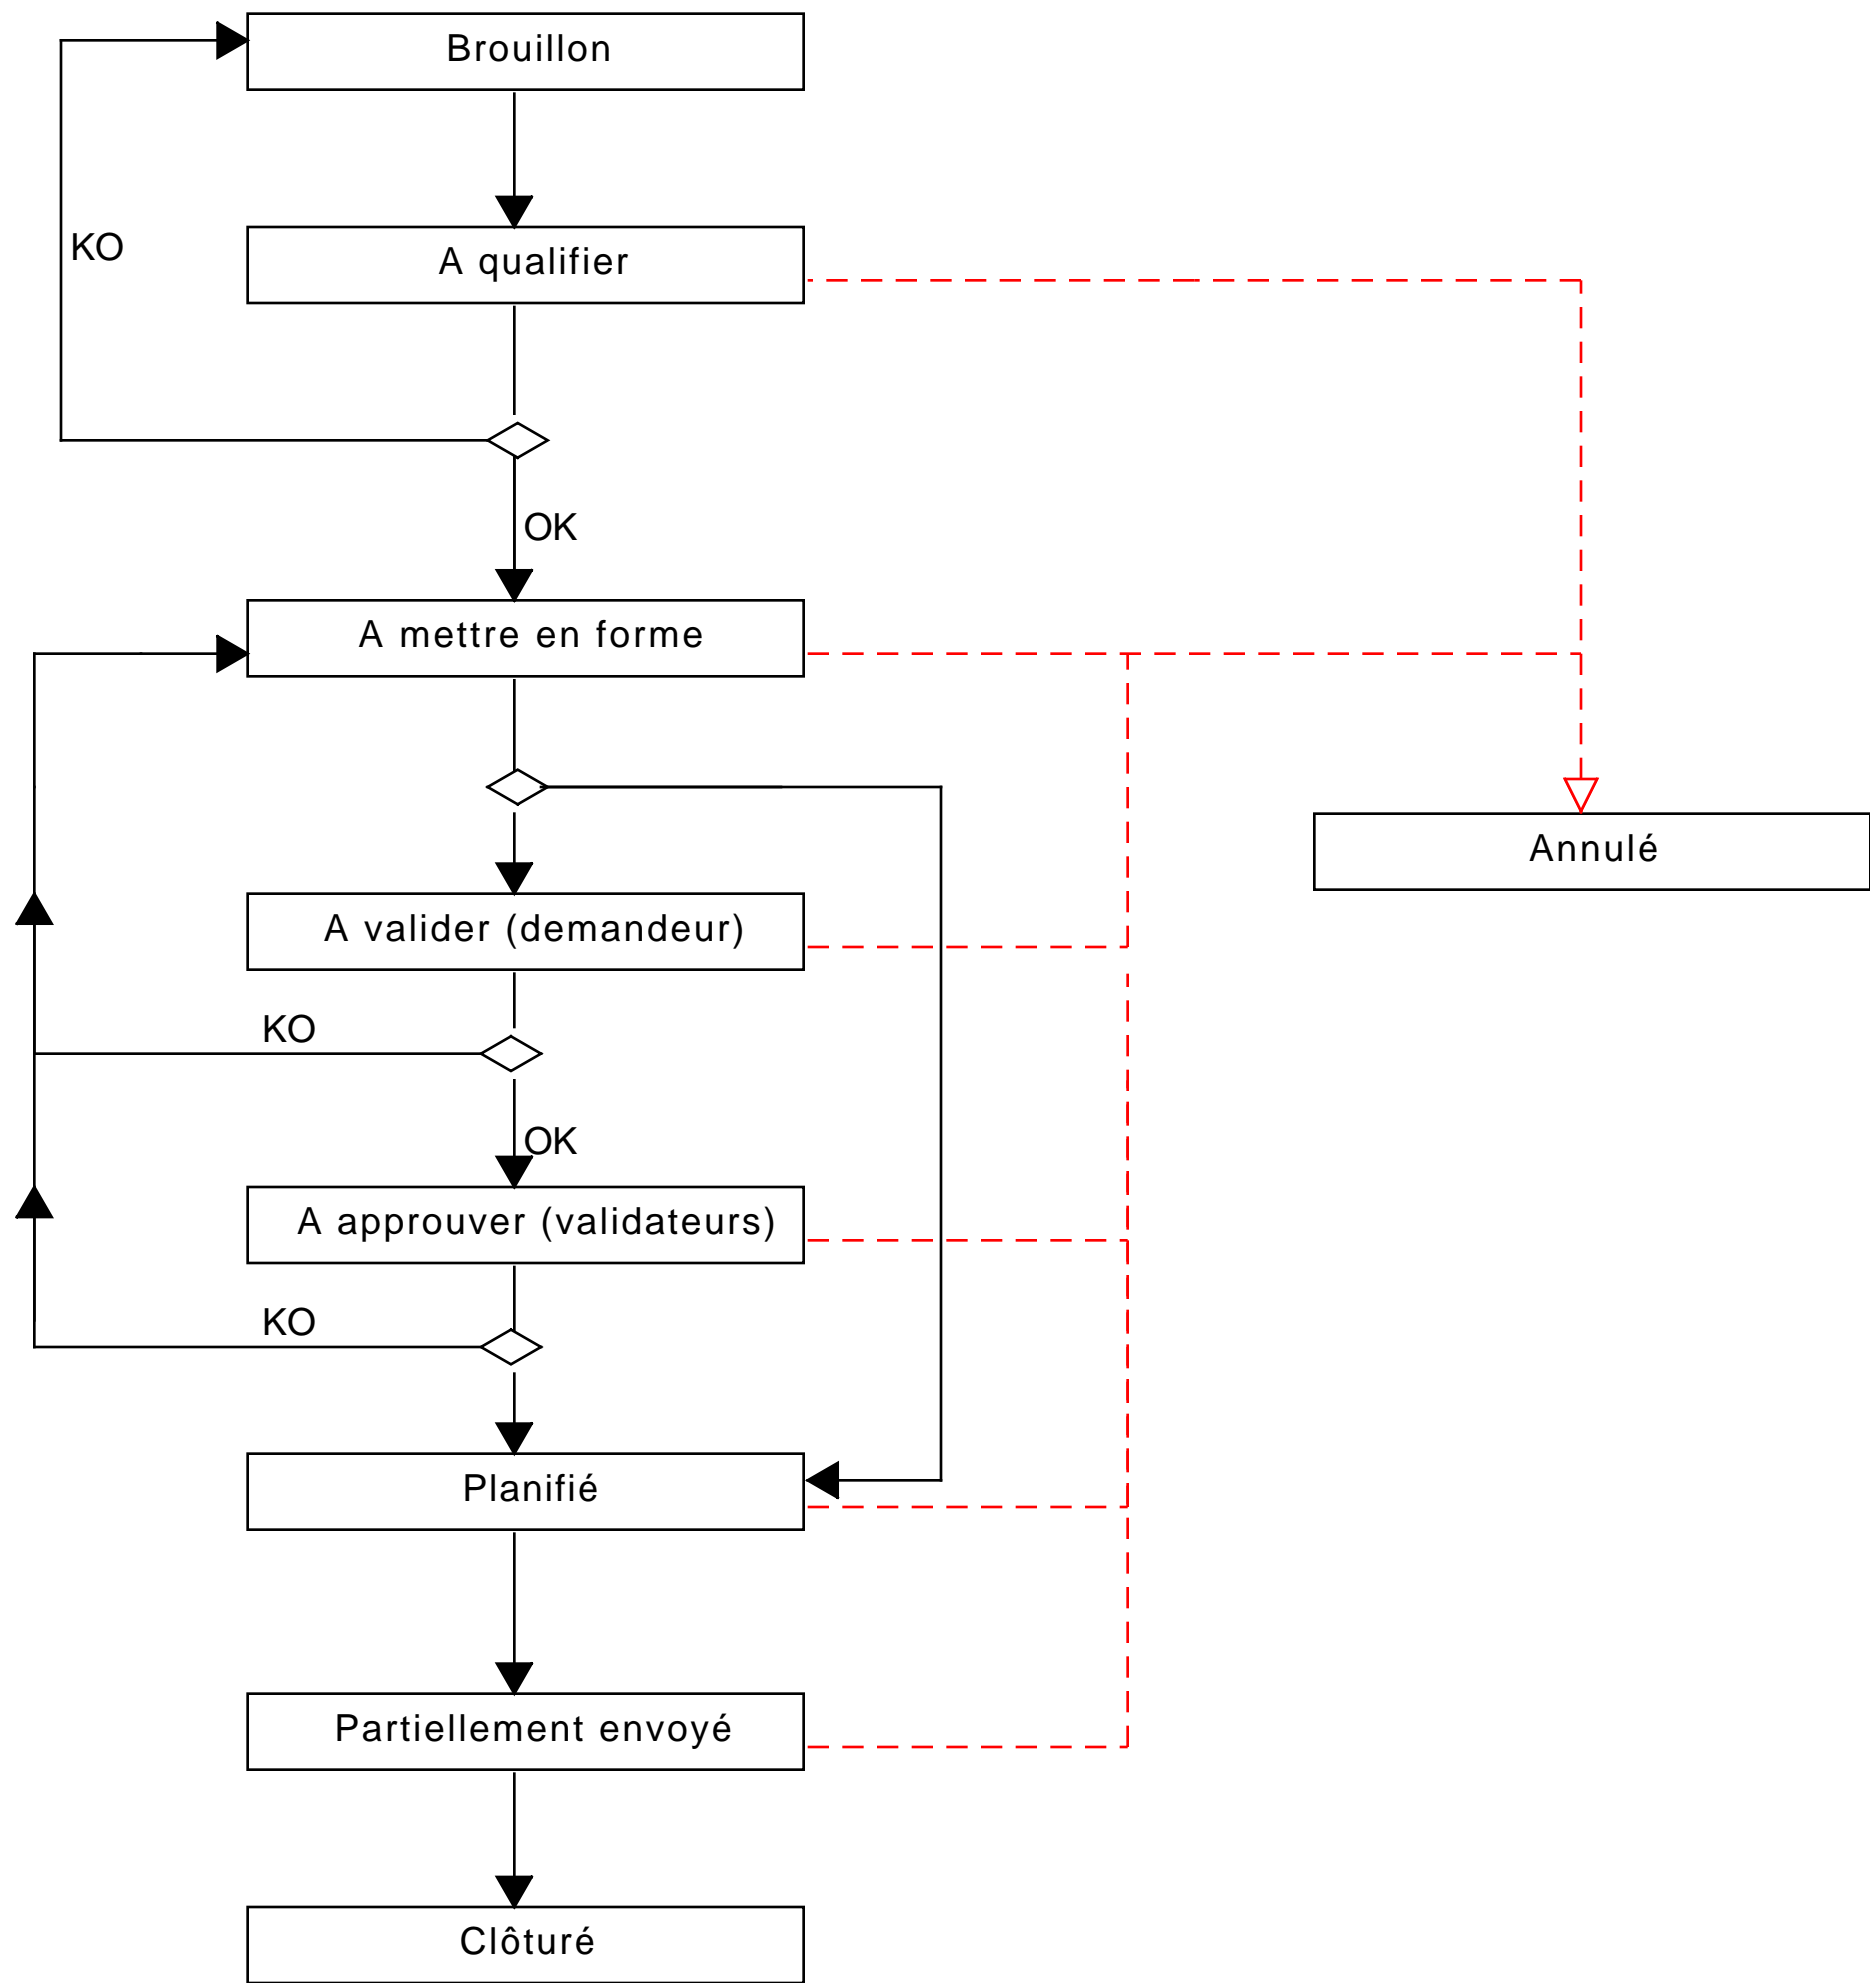 Brouillon
KO
A qualifier
OK
A mettre en forme
Annulé
A valider (demandeur)
KO
OK
A approuver (validateurs)
KO
Planifié
Partiellement envoyé
Clôturé